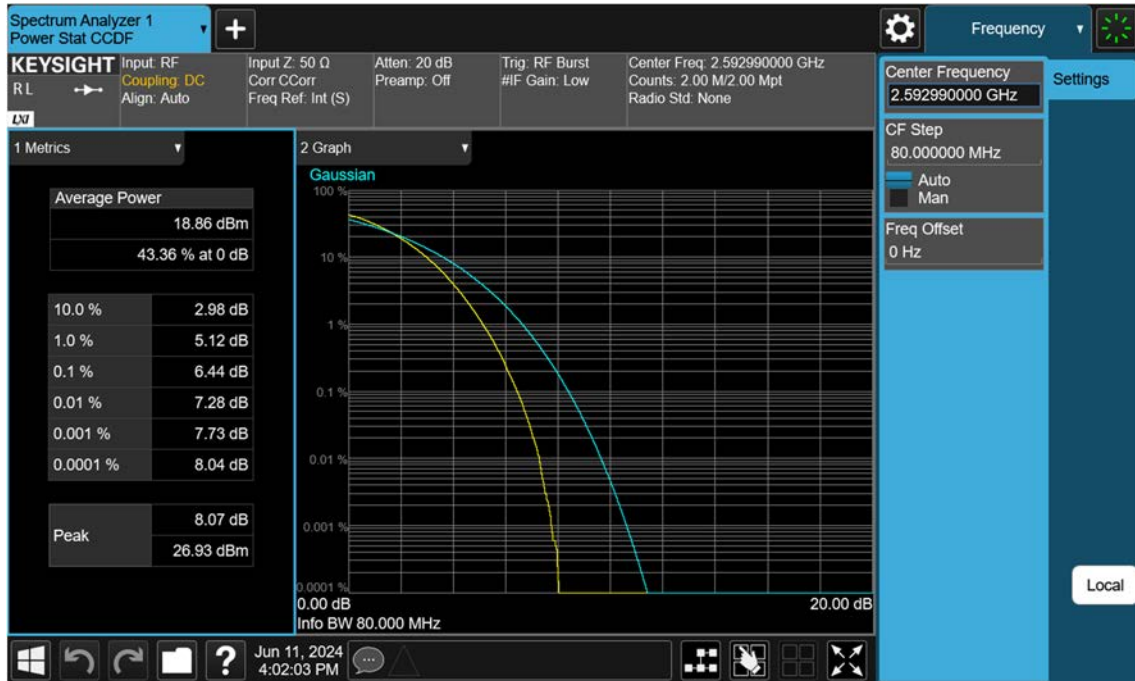 Spectrum Analyzer 1
Power Stat CCDF
+
Frequency
KEYSIGHT
RL
LXI
Input: RF
Coupling: DC
Align: Auto
Input Z: 50 Ω
Corr CCorr
Freq Ref: Int (S)
Atten: 20 dB
Preamp: Off
Trig: RF Burst
#IF Gain: Low
Center Freq: 2.592990000 GHz
Counts: 2.00 M/2.00 Mpt
Radio Std: None
Center Frequency
2.592990000 GHz
Settings
CF Step
80.000000 MHz
Auto
Man
Freq Offset
0 Hz
1 Metrics
Average Power
18.86 dBm
43.36 % at 0 dB
10.0 % 2.98 dB
1.0 % 5.12 dB
0.1 % 6.44 dB
0.01 % 7.28 dB
0.001 % 7.73 dB
0.0001 % 8.04 dB
Peak
8.07 dB
26.93 dBm
2 Graph
Gaussian
100 %
10 %
1 %
0.1 %
0.01 %
0.001 %
0.0001 %
0.00 dB 20.00 dB
Info BW 80.000 MHz
Local
?
Jun 11, 2024
4:02:03 PM